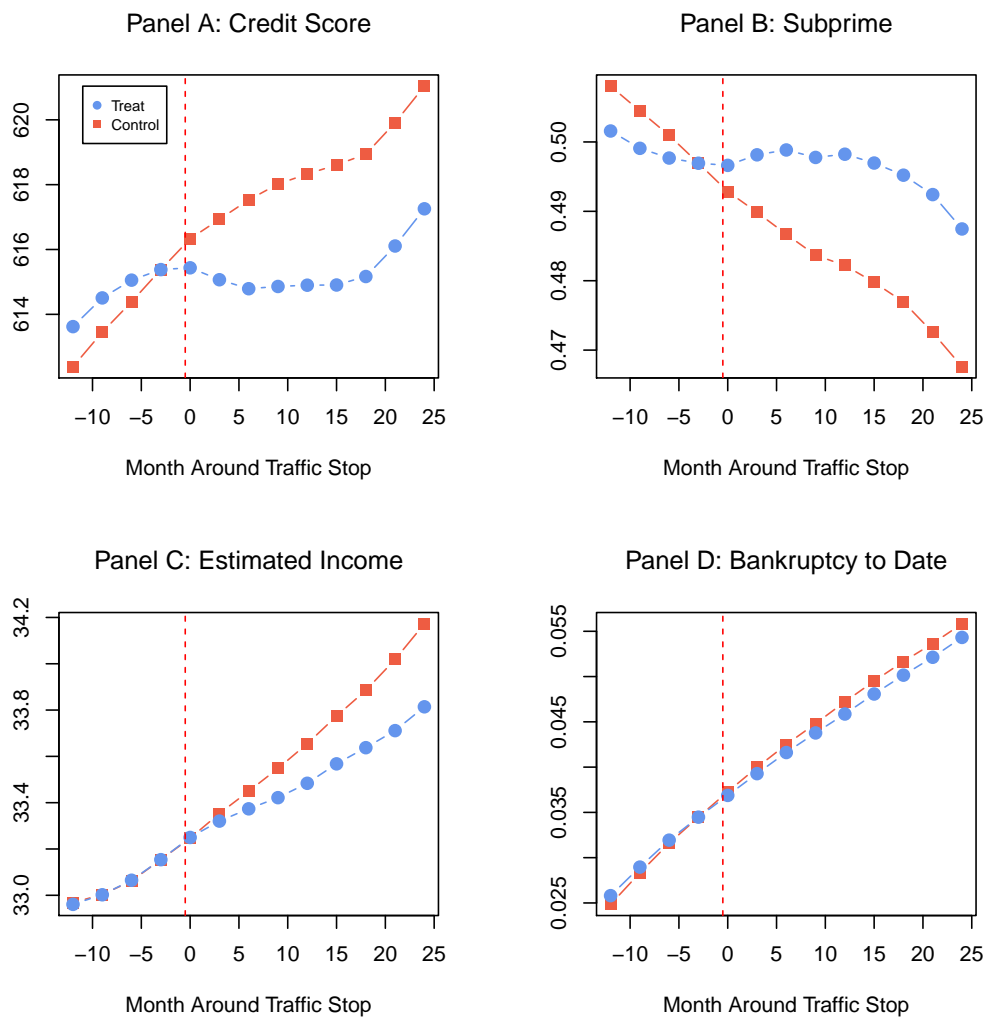 Panel A: Credit Score
Treat
Control
614 616 618 620
−10 −5 0 5 10 15 20 25
Month Around Traffic Stop
Panel B: Subprime
0.47 0.48 0.49 0.50
−10 −5 0 5 10 15 20 25
Month Around Traffic Stop
Panel C: Estimated Income
33.0 33.4 33.8 34.2
−10 −5 0 5 10 15 20 25
Month Around Traffic Stop
Panel D: Bankruptcy to Date
0.025 0.035 0.045 0.055
−10 −5 0 5 10 15 20 25
Month Around Traffic Stop